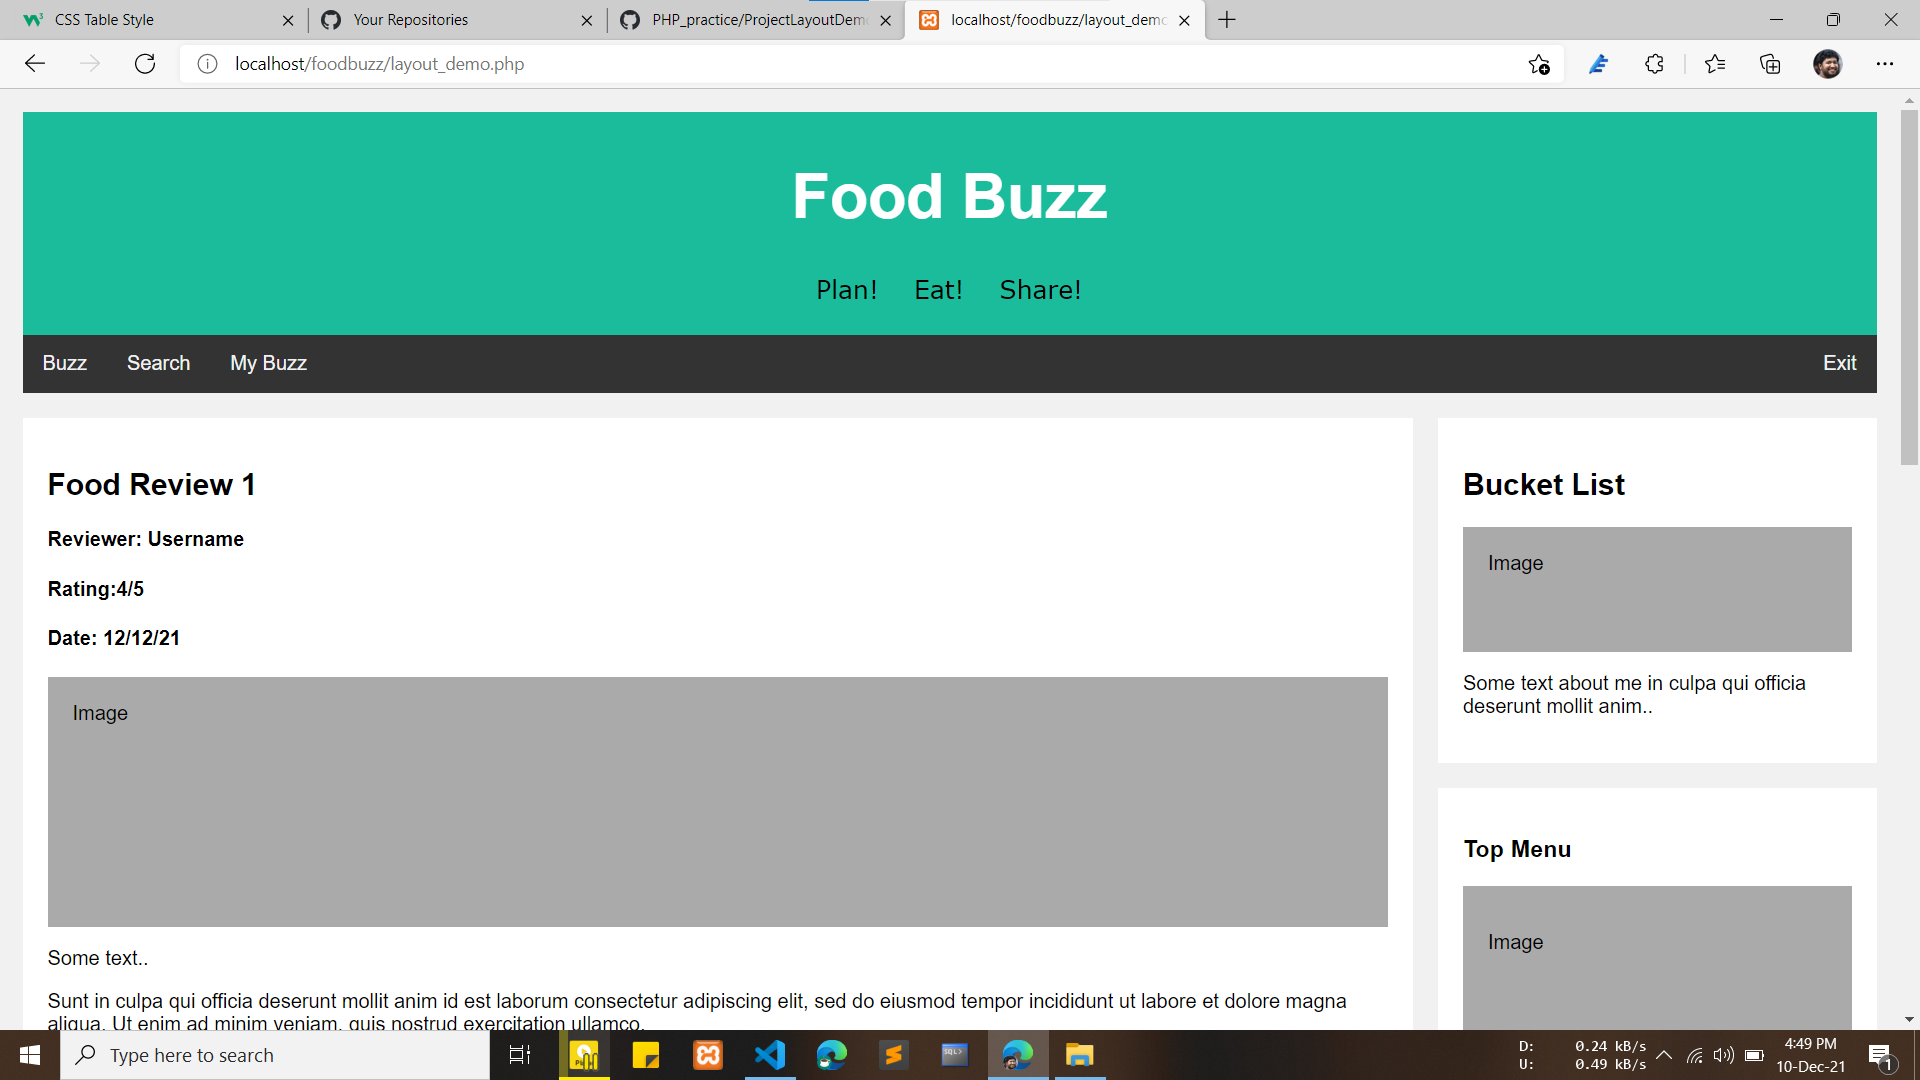 CSS Table Style
Your Repositories
PHP_practice/ProjectLayoutDem
localhost/foodbuzz/layout_demo
localhost/foodbuzz/layout_demo.php
Food Buzz
Plan! Eat! Share!
Buzz Search My Buzz Exit
Food Review 1
Reviewer: Username
Rating:4/5
Date: 12/12/21
Image
Some text..
Sunt in culpa qui officia deserunt mollit anim id est laborum consectetur adipiscing elit, sed do eiusmod tempor incididunt ut labore et dolore magna
aliqua. Ut enim ad minim veniam, quis nostrud exercitation ullamco.
Bucket List
Image
Some text about me in culpa qui officia
deserunt mollit anim..
Top Menu
Image
Type here to search
SQL>
D: 0.24 kB/s
U: 0.49 kB/s
4:49 PM
10-Dec-21
1